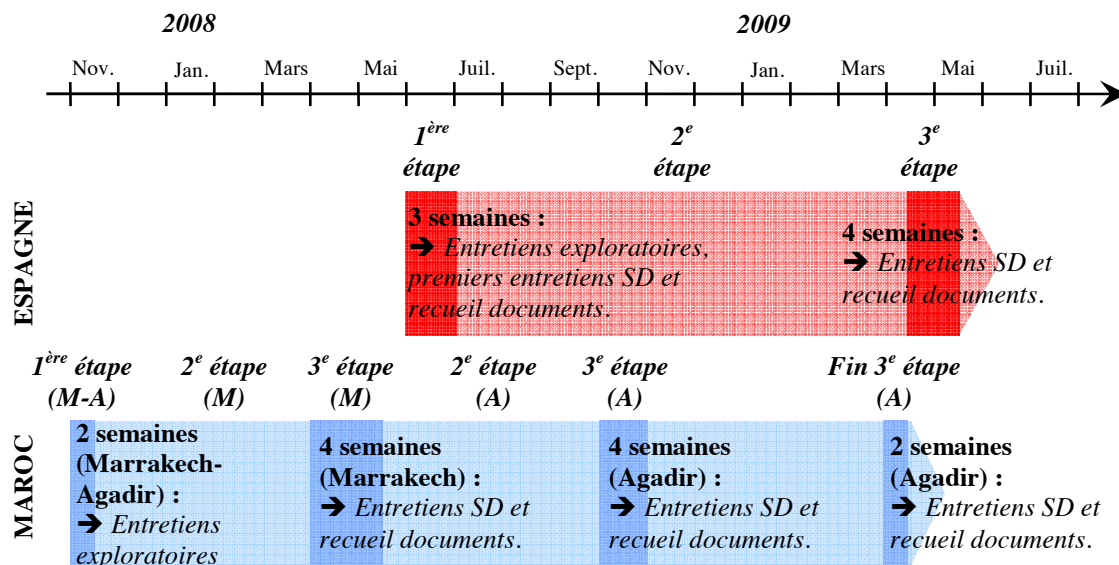 2008 2009
Nov. Jan. Mars Mai Juil. Sept. Nov. Jan. Mars Mai Juil.
1ère étape
2e étape
3e étape
ESPAGNE
3 semaines :
➔ Entretiens exploratoires,
premiers entretiens SD et
recueil documents.
4 semaines :
➔ Entretiens SD et
recueil documents.
1ère étape
(M-A)
2e étape
(M)
3e étape
(M)
2e étape
(A)
3e étape
(A)
Fin 3e étape
(A)
MAROC
2 semaines
(Marrakech-
Agadir) :
➔ Entretiens
exploratoires
4 semaines
(Marrakech) :
➔ Entretiens SD et
recueil documents.
4 semaines
(Agadir) :
➔ Entretiens SD et
recueil documents.
2 semaines
(Agadir) :
➔ Entretiens SD et
recueil documents.